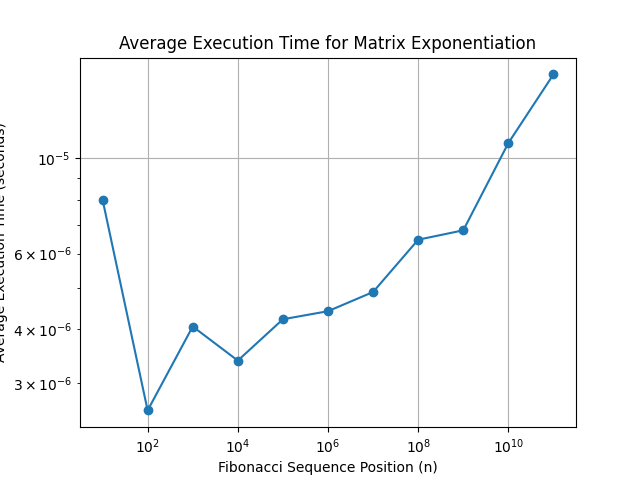 Average Execution Time for Matrix Exponentiation
Average Execution Time (seconds)
10⁻⁵
6 × 10⁻⁶
4 × 10⁻⁶
3 × 10⁻⁶
10² 10⁴ 10⁶ 10⁸ 10¹⁰
Fibonacci Sequence Position (n)